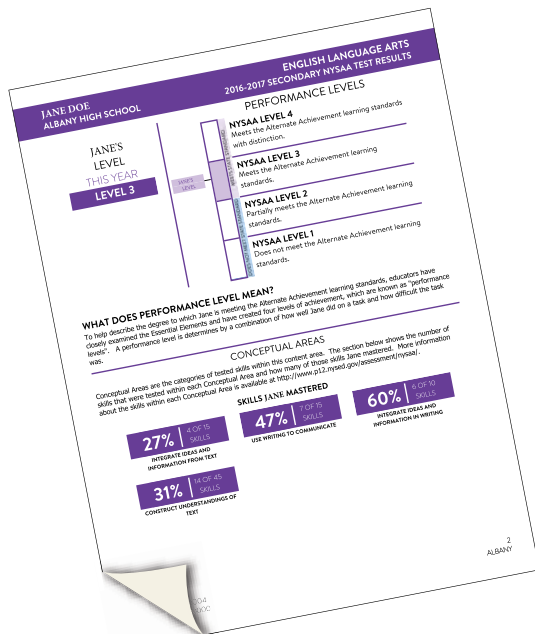 JANE DOE
ALBANY HIGH SCHOOL
ENGLISH LANGUAGE ARTS
2016-2017 SECONDARY NYSAA TEST RESULTS
JANE'S
LEVEL
THIS YEAR
LEVEL 3
JANE'S
LEVEL
PERFORMANCE LEVELS
NYSAA LEVEL 4
Meets the Alternate Achievement learning standards
with distinction.
NYSAA LEVEL 3
Meets the Alternate Achievement learning
standards.
NYSAA LEVEL 2
Partially meets the Alternate Achievement learning
standards.
NYSAA LEVEL 1
Does not meet the Alternate Achievement learning
standards.
WHAT DOES PERFORMANCE LEVEL MEAN?
To help describe the degree to which Jane is meeting the Alternate Achievement learning standards, educators have
closely examined the Essential Elements and have created four levels of achievement, which are known as "performance
levels". A performance level is determines by a combination of how well Jane did on a task and how difficult the task
was.
CONCEPTUAL AREAS
Conceptual Areas are the categories of tested skills within this content area. The section below shows the number of
skills that were tested within each Conceptual Area and how many of those skills Jane mastered. More information
about the skills within each Conceptual Area is available at http://www.p12.nysed.gov/assessment/nysaa/.
SKILLS JANE MASTERED
27% 4 OF 15
SKILLS
INTEGRATE IDEAS AND
INFORMATION FROM TEXT
47% 7 OF 15
SKILLS
USE WRITING TO COMMUNICATE
60% 6 OF 10
SKILLS
INTEGRATE IDEAS AND
INFORMATION IN WRITING
31% 14 OF 45
SKILLS
CONSTRUCT UNDERSTANDINGS OF
TEXT
2
ALBANY